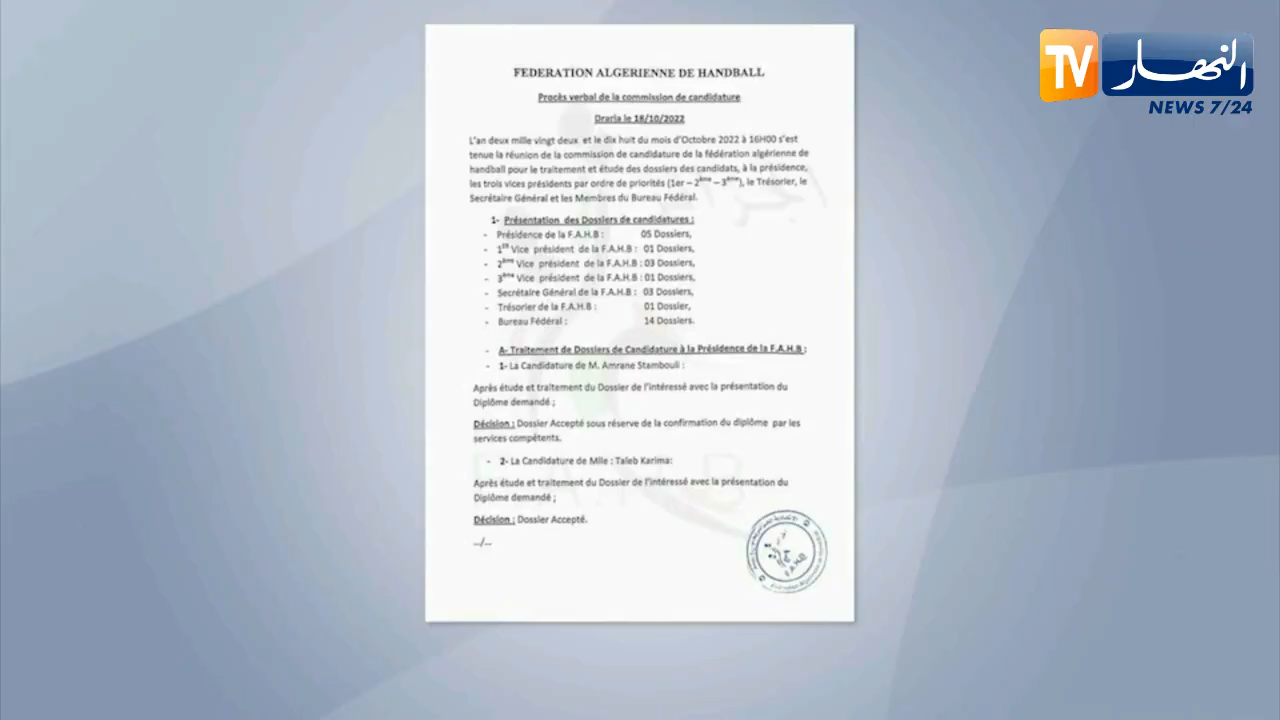 TV النهار
NEWS 7/24
FEDERATION ALGERIENNE DE HANDBALL
Procès verbal de la commission de candidature
Draria le 18/10/2022
L'an deux mille vingt deux et le dix huit du mois d'Octobre 2022 à 16H00 s'est
tenue la réunion de la commission de candidature de la fédération algérienne de
handball pour le traitement et étude des dossiers des candidats, à la présidence,
les trois vices présidents par ordre de priorités (1er – 2ème – 3ème), le Trésorier, le
Secrétaire Général et les Membres du Bureau Fédéral.
1- Présentation des Dossiers de candidatures :
- Présidence de la F.A.H.B : 05 Dossiers,
- 1er Vice président de la F.A.H.B : 01 Dossiers,
- 2ème Vice président de la F.A.H.B : 03 Dossiers,
- 3ème Vice président de la F.A.H.B : 01 Dossiers,
- Secrétaire Général de la F.A.H.B : 03 Dossiers,
- Trésorier de la F.A.H.B : 01 Dossier,
- Bureau Fédéral : 14 Dossiers.
- A- Traitement de Dossiers de Candidature à la Présidence de la F.A.H.B :
- 1- La Candidature de M. Amrane Stambouli :
Après étude et traitement du Dossier de l'intéressé avec la présentation du
Diplôme demandé ;
Décision : Dossier Accepté sous réserve de la confirmation du diplôme par les
services compétents.
- 2- La Candidature de Mlle : Taleb Karima:
Après étude et traitement du Dossier de l'intéressé avec la présentation du
Diplôme demandé ;
Décision : Dossier Accepté.
--/--
F.A.H.B